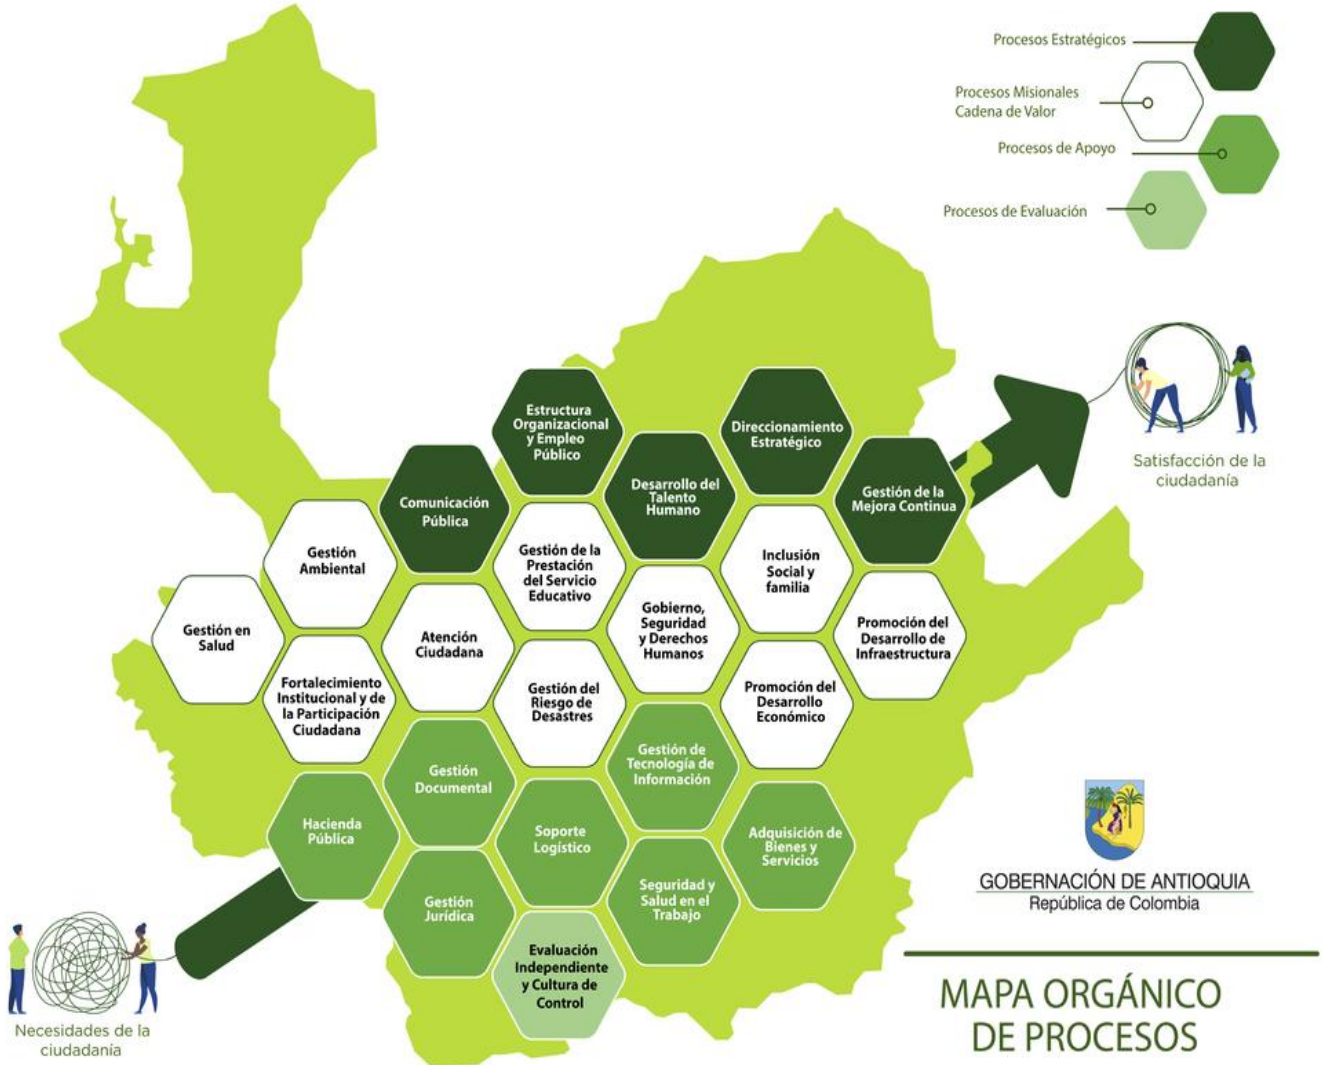 Procesos Estratégicos
Procesos Misionales
Cadena de Valor
Procesos de Apoyo
Procesos de Evaluación
Estructura
Organizacional
y Empleo
Público
Direccionamiento
Estratégico
Comunicación
Pública
Desarrollo del
Talento
Humano
Gestión de la
Mejora Continua
Satisfacción de la
ciudadanía
Gestión
Ambiental
Gestión de la
Prestación
del Servicio
Educativo
Inclusión
Social y
familia
Gestión en
Salud
Atención
Ciudadana
Gobierno,
Seguridad
y Derechos
Humanos
Promoción del
Desarrollo de
Infraestructura
Fortalecimiento
Institucional y de
la Participación
Ciudadana
Gestión del
Riesgo de
Desastres
Promoción del
Desarrollo
Económico
Gestión
Documental
Gestión de
Tecnología de
Información
Hacienda
Pública
Soporte
Logístico
Adquisición de
Bienes y
Servicios
Gestión
Jurídica
Seguridad y
Salud en el
Trabajo
Evaluación
Independiente
y Cultura de
Control
Necesidades de la
ciudadanía
GOBERNACIÓN DE ANTIOQUIA
República de Colombia
MAPA ORGÁNICO
DE PROCESOS